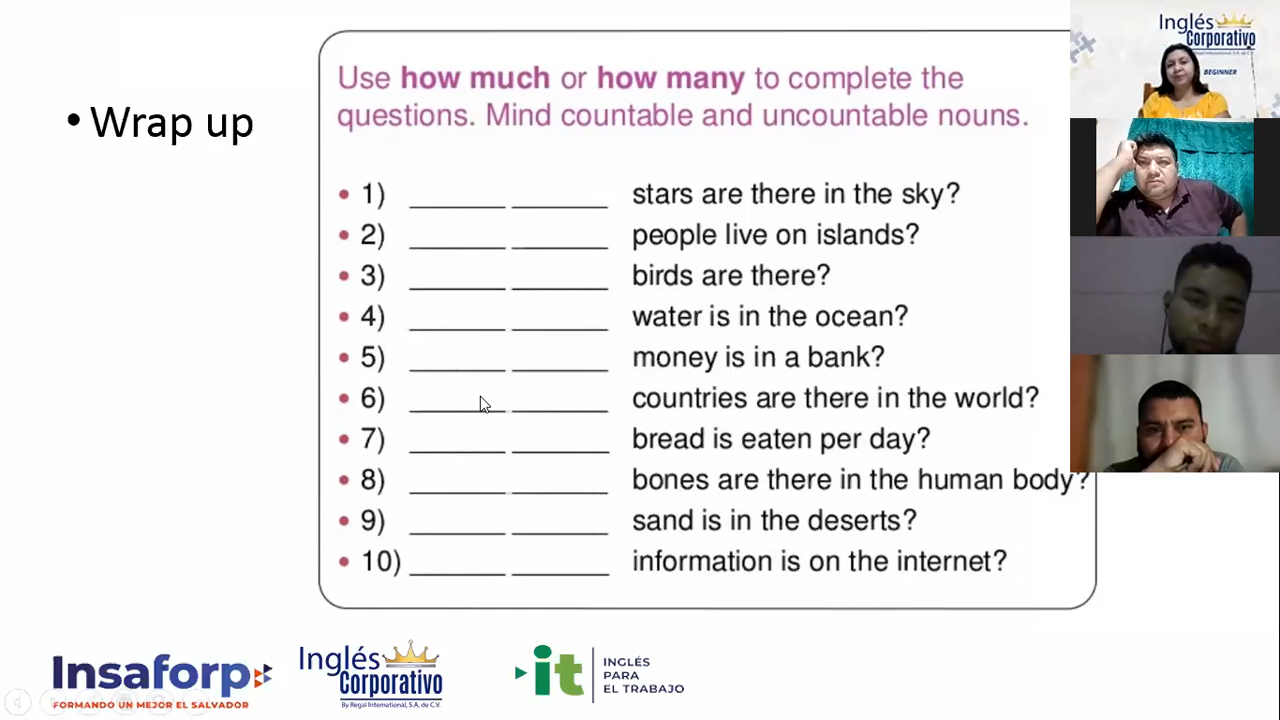 • Wrap up
Use how much or how many to complete the
questions. Mind countable and uncountable nouns.
• 1) ______ ______ stars are there in the sky?
• 2) ______ ______ people live on islands?
• 3) ______ ______ birds are there?
• 4) ______ ______ water is in the ocean?
• 5) ______ ______ money is in a bank?
• 6) ______ ______ countries are there in the world?
• 7) ______ ______ bread is eaten per day?
• 8) ______ ______ bones are there in the human body?
• 9) ______ ______ sand is in the deserts?
• 10) ______ ______ information is on the internet?
Inglés
Corporativo
By Regal International, S.A. de C.V.
BEGINNER
Insaforp
FORMANDO UN MEJOR EL SALVADOR
Inglés
Corporativo
By Regal International, S.A. de C.V.
it
INGLÉS
PARA
EL TRABAJO